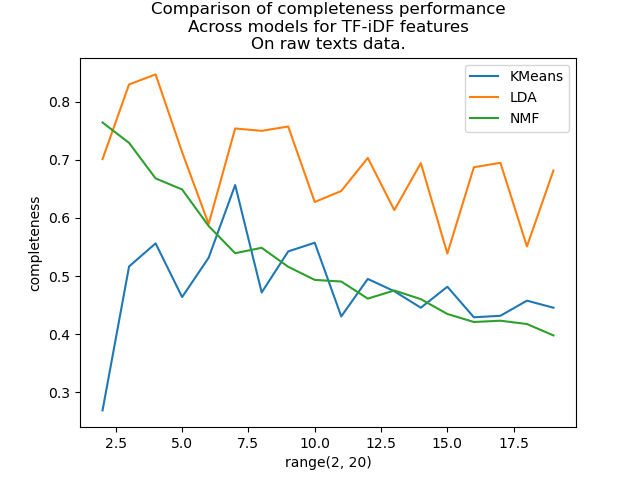 Comparison of completeness performance
Across models for TF-iDF features
On raw texts data.
KMeans
LDA
NMF
completeness
0.8
0.7
0.6
0.5
0.4
0.3
2.5 5.0 7.5 10.0 12.5 15.0 17.5
range(2, 20)